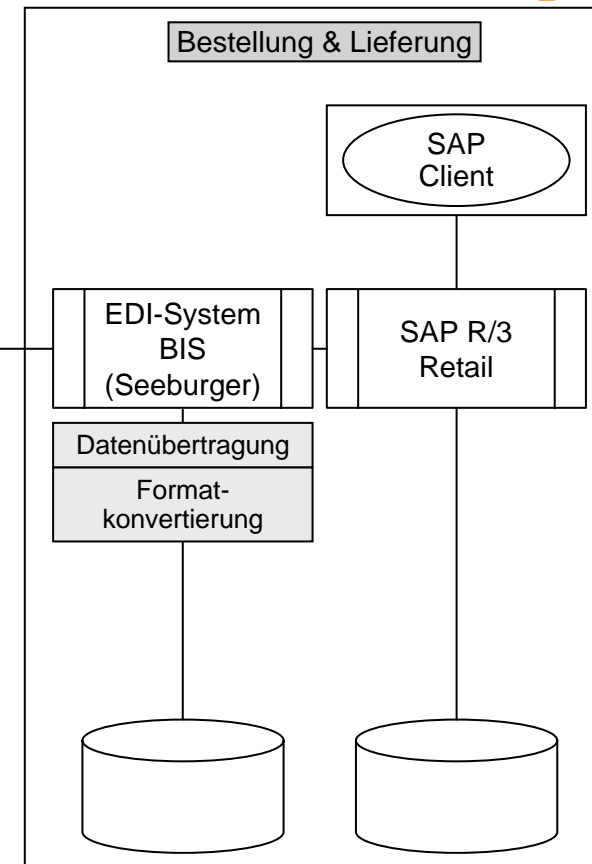 Bestellung & Lieferung
SAP
Client
EDI-System
BIS
(Seeburger)
SAP R/3
Retail
Datenübertragung
Format-
konvertierung